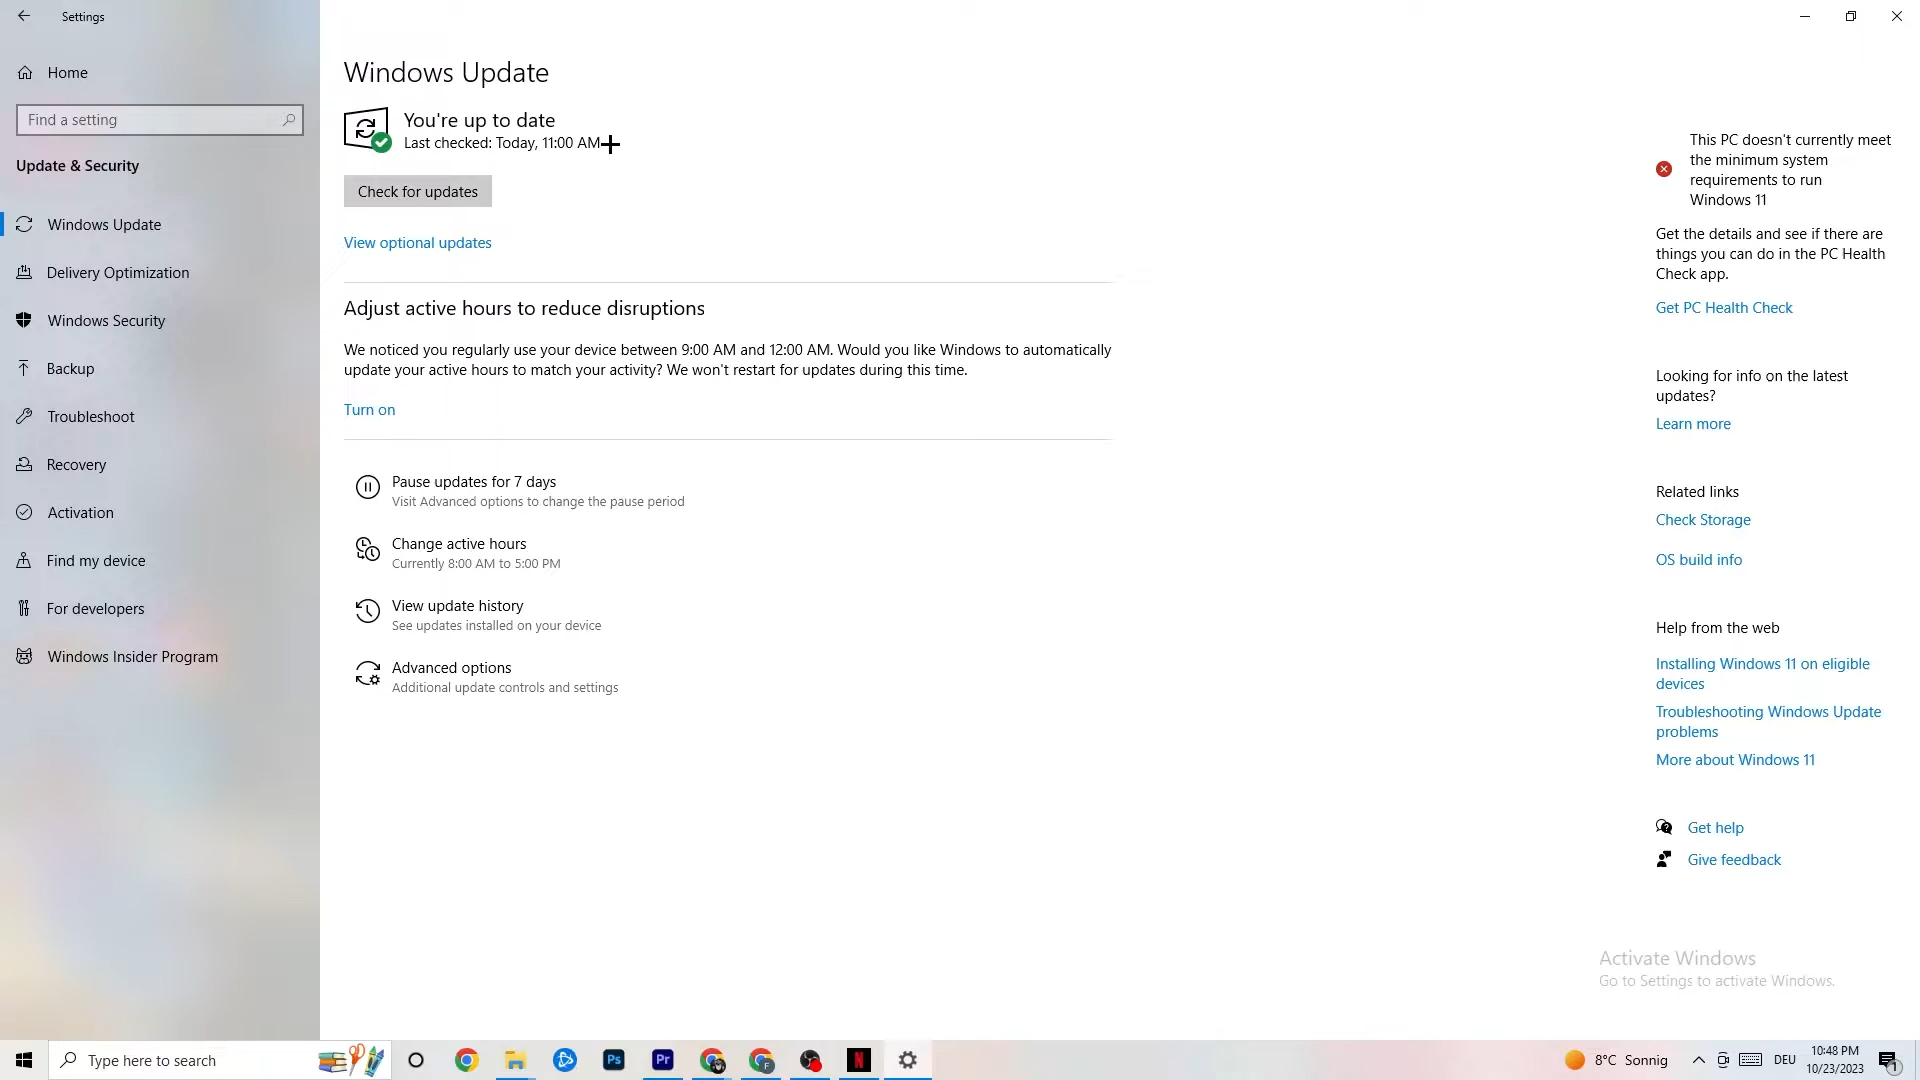 Settings
Home
Find a setting
Update & Security
Windows Update
Delivery Optimization
Windows Security
Backup
Troubleshoot
Recovery
Activation
Find my device
For developers
Windows Insider Program
Windows Update
You're up to date
Last checked: Today, 11:00 AM
Check for updates
View optional updates
Adjust active hours to reduce disruptions
We noticed you regularly use your device between 9:00 AM and 12:00 AM. Would you like Windows to automatically
update your active hours to match your activity? We won't restart for updates during this time.
Turn on
Pause updates for 7 days
Visit Advanced options to change the pause period
Change active hours
Currently 8:00 AM to 5:00 PM
View update history
See updates installed on your device
Advanced options
Additional update controls and settings
This PC doesn't currently meet
the minimum system
requirements to run
Windows 11
Get the details and see if there are
things you can do in the PC Health
Check app.
Get PC Health Check
Looking for info on the latest
updates?
Learn more
Related links
Check Storage
OS build info
Help from the web
Installing Windows 11 on eligible
devices
Troubleshooting Windows Update
problems
More about Windows 11
Get help
Give feedback
Activate Windows
Go to Settings to activate Windows.
Type here to search
Ps
Pr
F
N
8°C Sonnig
DEU
10:48 PM
10/23/2023
1